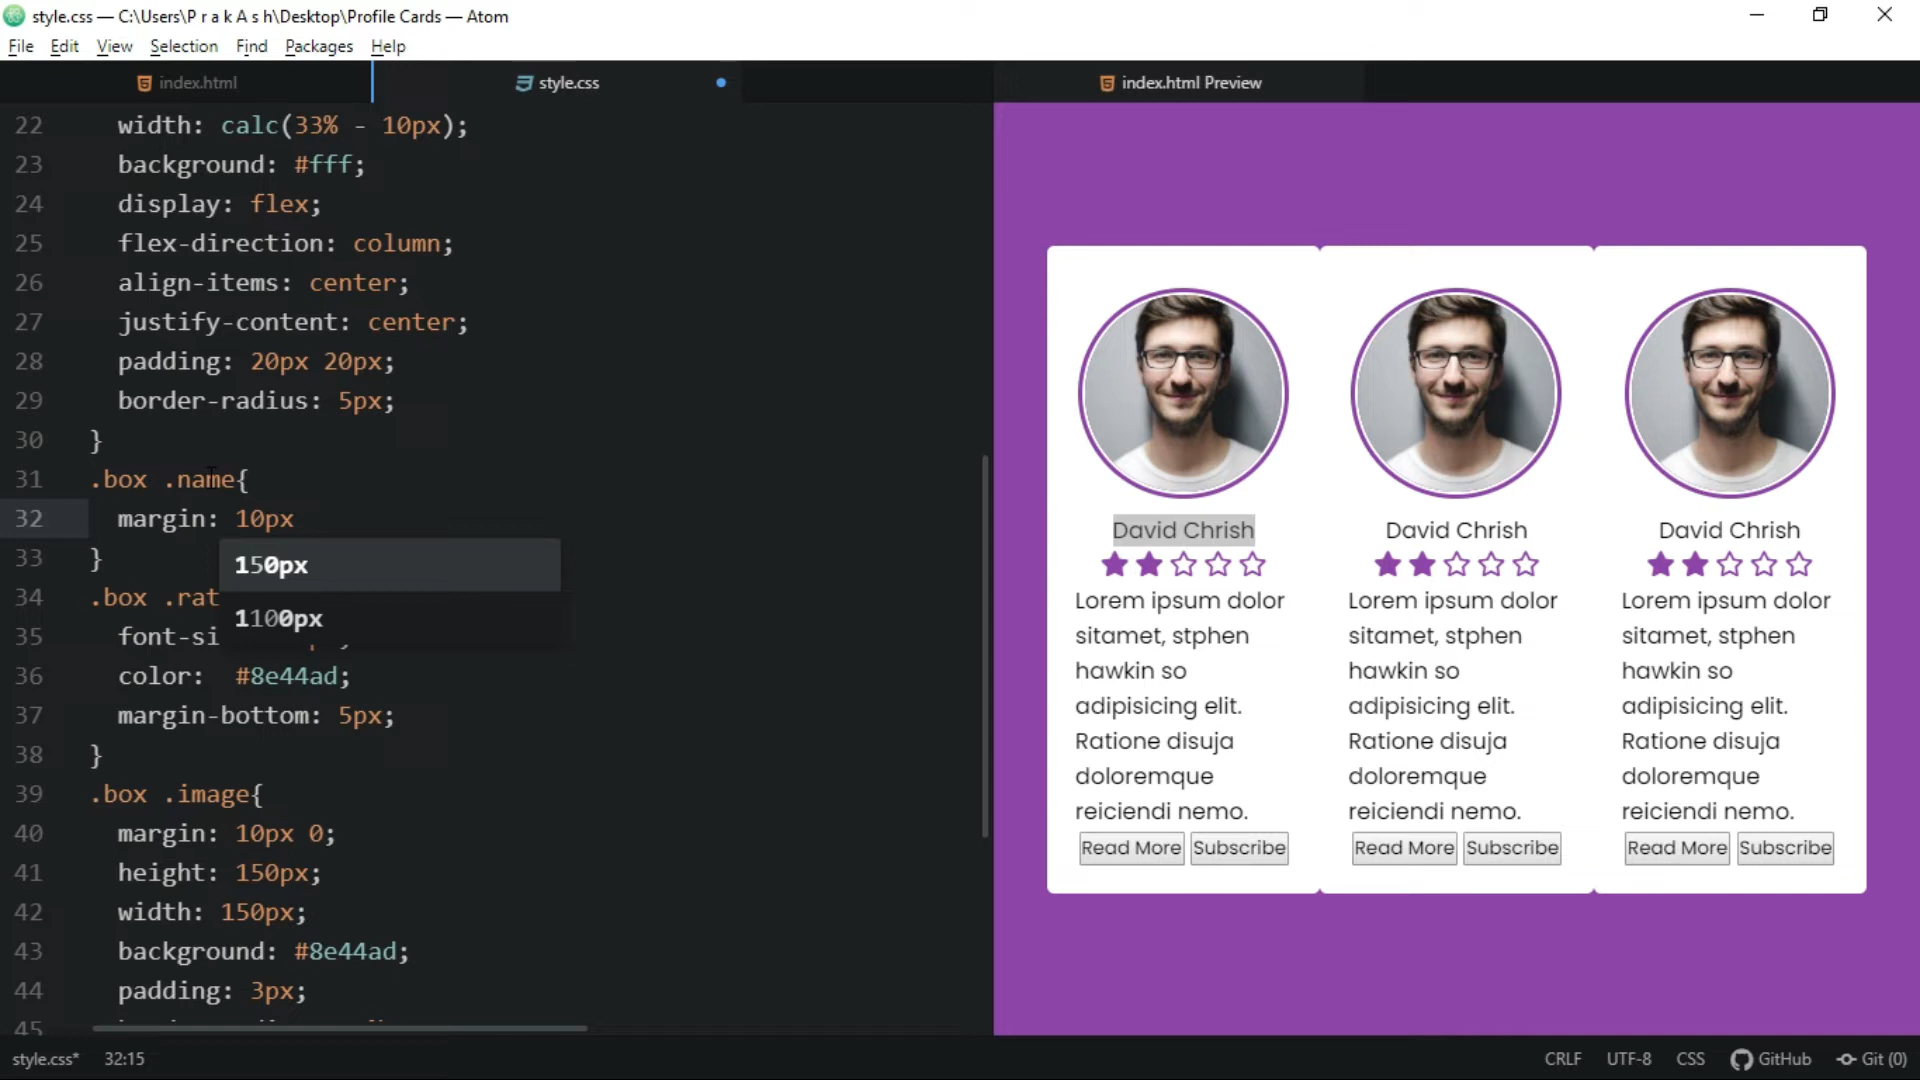 style.css — C:\Users\P r a k A s h\Desktop\Profile Cards — Atom
File Edit View Selection Find Packages Help
index.html
style.css
index.html Preview
22 width: calc(33% - 10px);
23 background: #fff;
24 display: flex;
25 flex-direction: column;
26 align-items: center;
27 justify-content: center;
28 padding: 20px 20px;
29 border-radius: 5px;
30 }
31 .box .name{
32 margin: 10px
33 }
150px
34 .box .rat
1100px
35 font-si
36 color: #8e44ad;
37 margin-bottom: 5px;
38 }
39 .box .image{
40 margin: 10px 0;
41 height: 150px;
42 width: 150px;
43 background: #8e44ad;
44 padding: 3px;
45
David Chrish
Lorem ipsum dolor
sitamet, stphen
hawkin so
adipisicing elit.
Ratione disuja
doloremque
reiciendi nemo.
Read More Subscribe
David Chrish
Lorem ipsum dolor
sitamet, stphen
hawkin so
adipisicing elit.
Ratione disuja
doloremque
reiciendi nemo.
Read More Subscribe
David Chrish
Lorem ipsum dolor
sitamet, stphen
hawkin so
adipisicing elit.
Ratione disuja
doloremque
reiciendi nemo.
Read More Subscribe
style.css* 32:15
CRLF UTF-8 CSS GitHub Git (0)